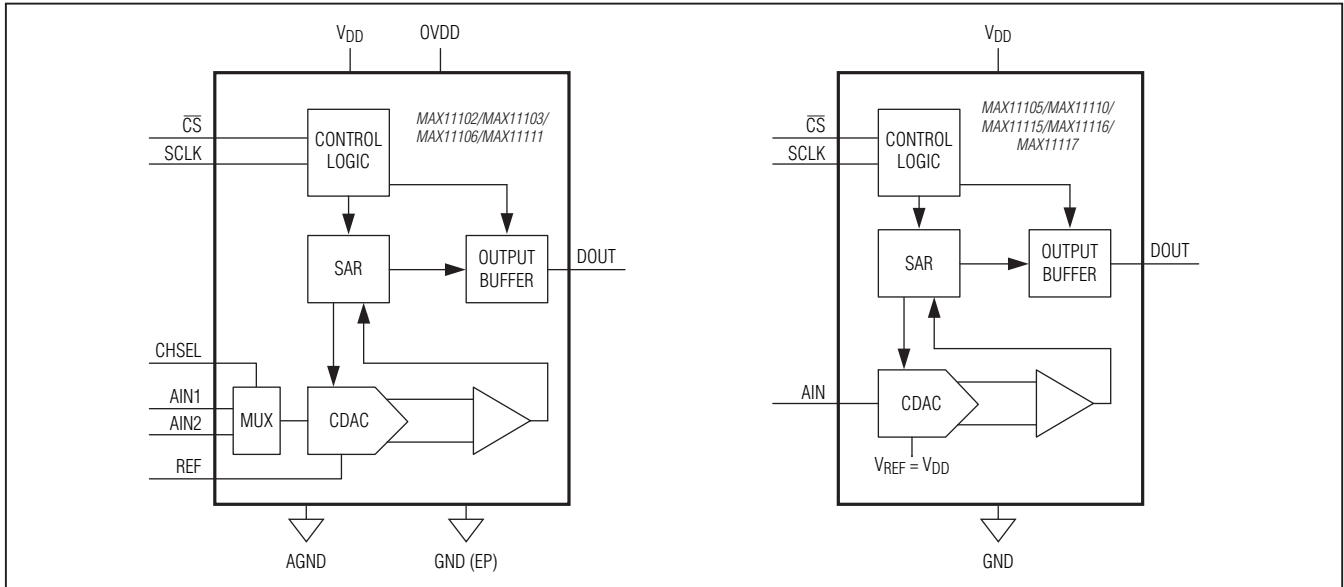 VDD OVDD
CS
SCLK
CONTROL
LOGIC
MAX11102/MAX11103/
MAX11106/MAX11111
SAR
OUTPUT
BUFFER
DOUT
CHSEL
AIN1
AIN2
MUX
CDAC
REF
AGND
GND (EP)
VDD
CS
SCLK
CONTROL
LOGIC
MAX11105/MAX11110/
MAX11115/MAX11116/
MAX11117
SAR
OUTPUT
BUFFER
DOUT
AIN
CDAC
VREF = VDD
GND